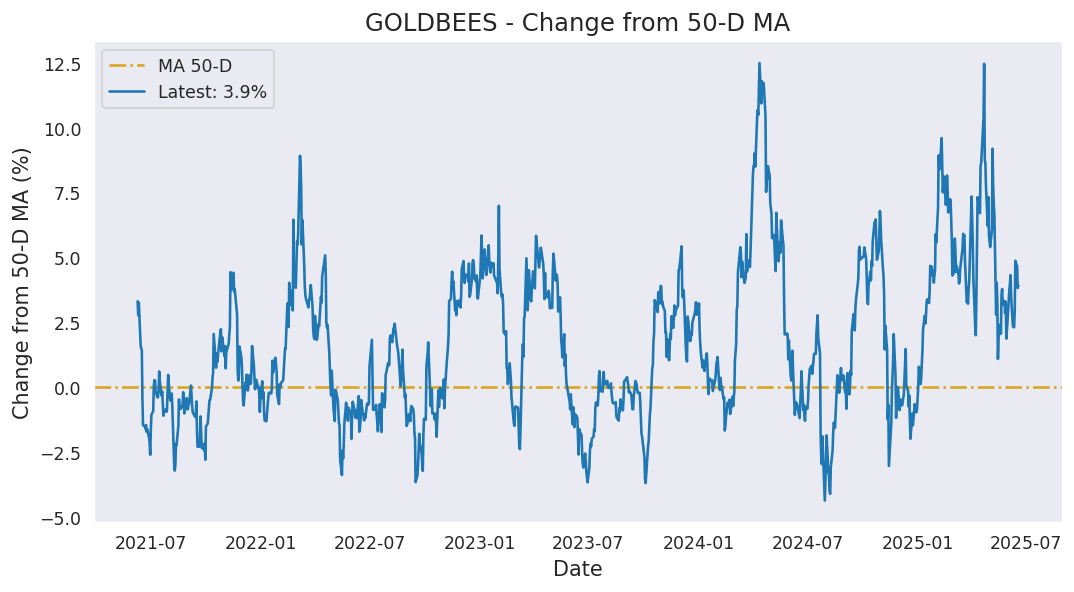 GOLDBEES - Change from 50-D MA
MA 50-D
Latest: 3.9%
Change from 50-D MA (%)
12.5
10.0
7.5
5.0
2.5
0.0
−2.5
−5.0
2021-07 2022-01 2022-07 2023-01 2023-07 2024-01 2024-07 2025-01 2025-07
Date